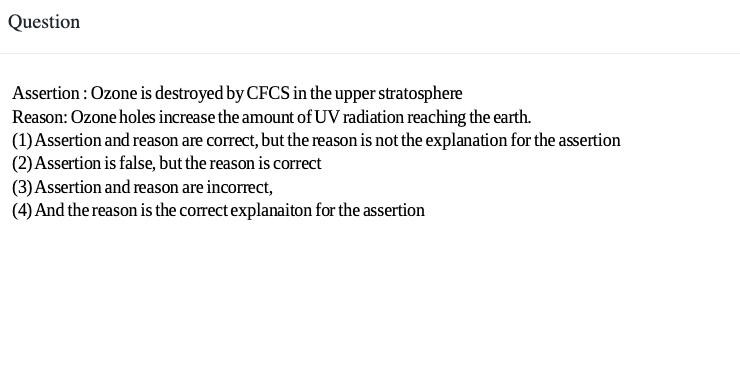 Question
Assertion : Ozone is destroyed by CFCS in the upper stratosphere
Reason: Ozone holes increase the amount of UV radiation reaching the earth.
(1) Assertion and reason are correct, but the reason is not the explanation for the assertion
(2) Assertion is false, but the reason is correct
(3) Assertion and reason are incorrect,
(4) And the reason is the correct explanaiton for the assertion